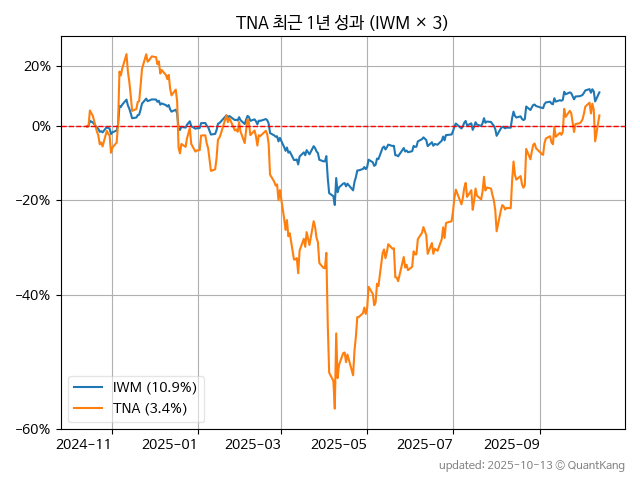 TNA 최근 1년 성과 (IWM × 3)
20%
0%
−20%
−40%
−60%
IWM (10.9%)
TNA (3.4%)
2024−11 2025−01 2025−03 2025−05 2025−07 2025−09
updated: 2025-10-13 © QuantKang